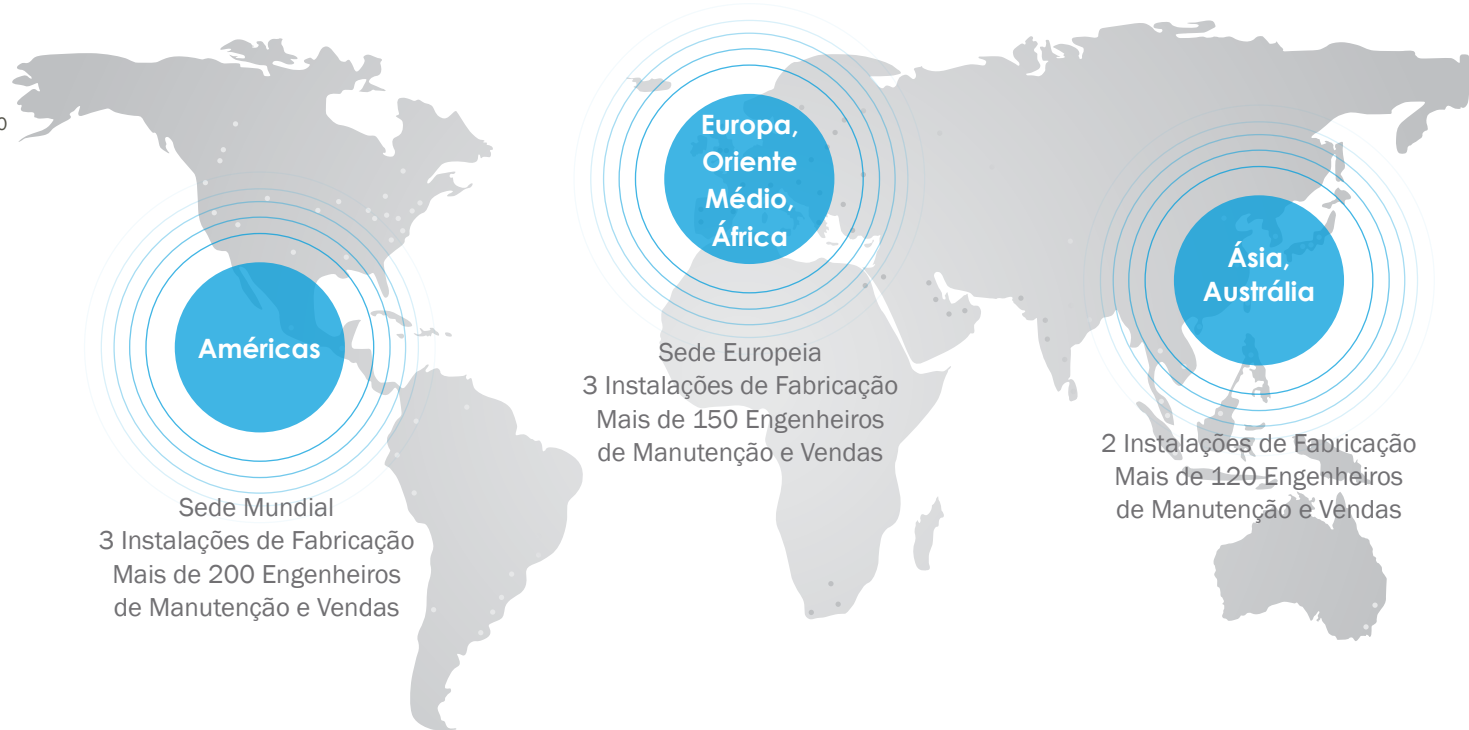 0
Europa,
Oriente
Médio,
África
Ásia,
Austrália
Américas
Sede Europeia
3 Instalações de Fabricação
Mais de 150 Engenheiros
de Manutenção e Vendas
2 Instalações de Fabricação
Mais de 120 Engenheiros
de Manutenção e Vendas
Sede Mundial
3 Instalações de Fabricação
Mais de 200 Engenheiros
de Manutenção e Vendas